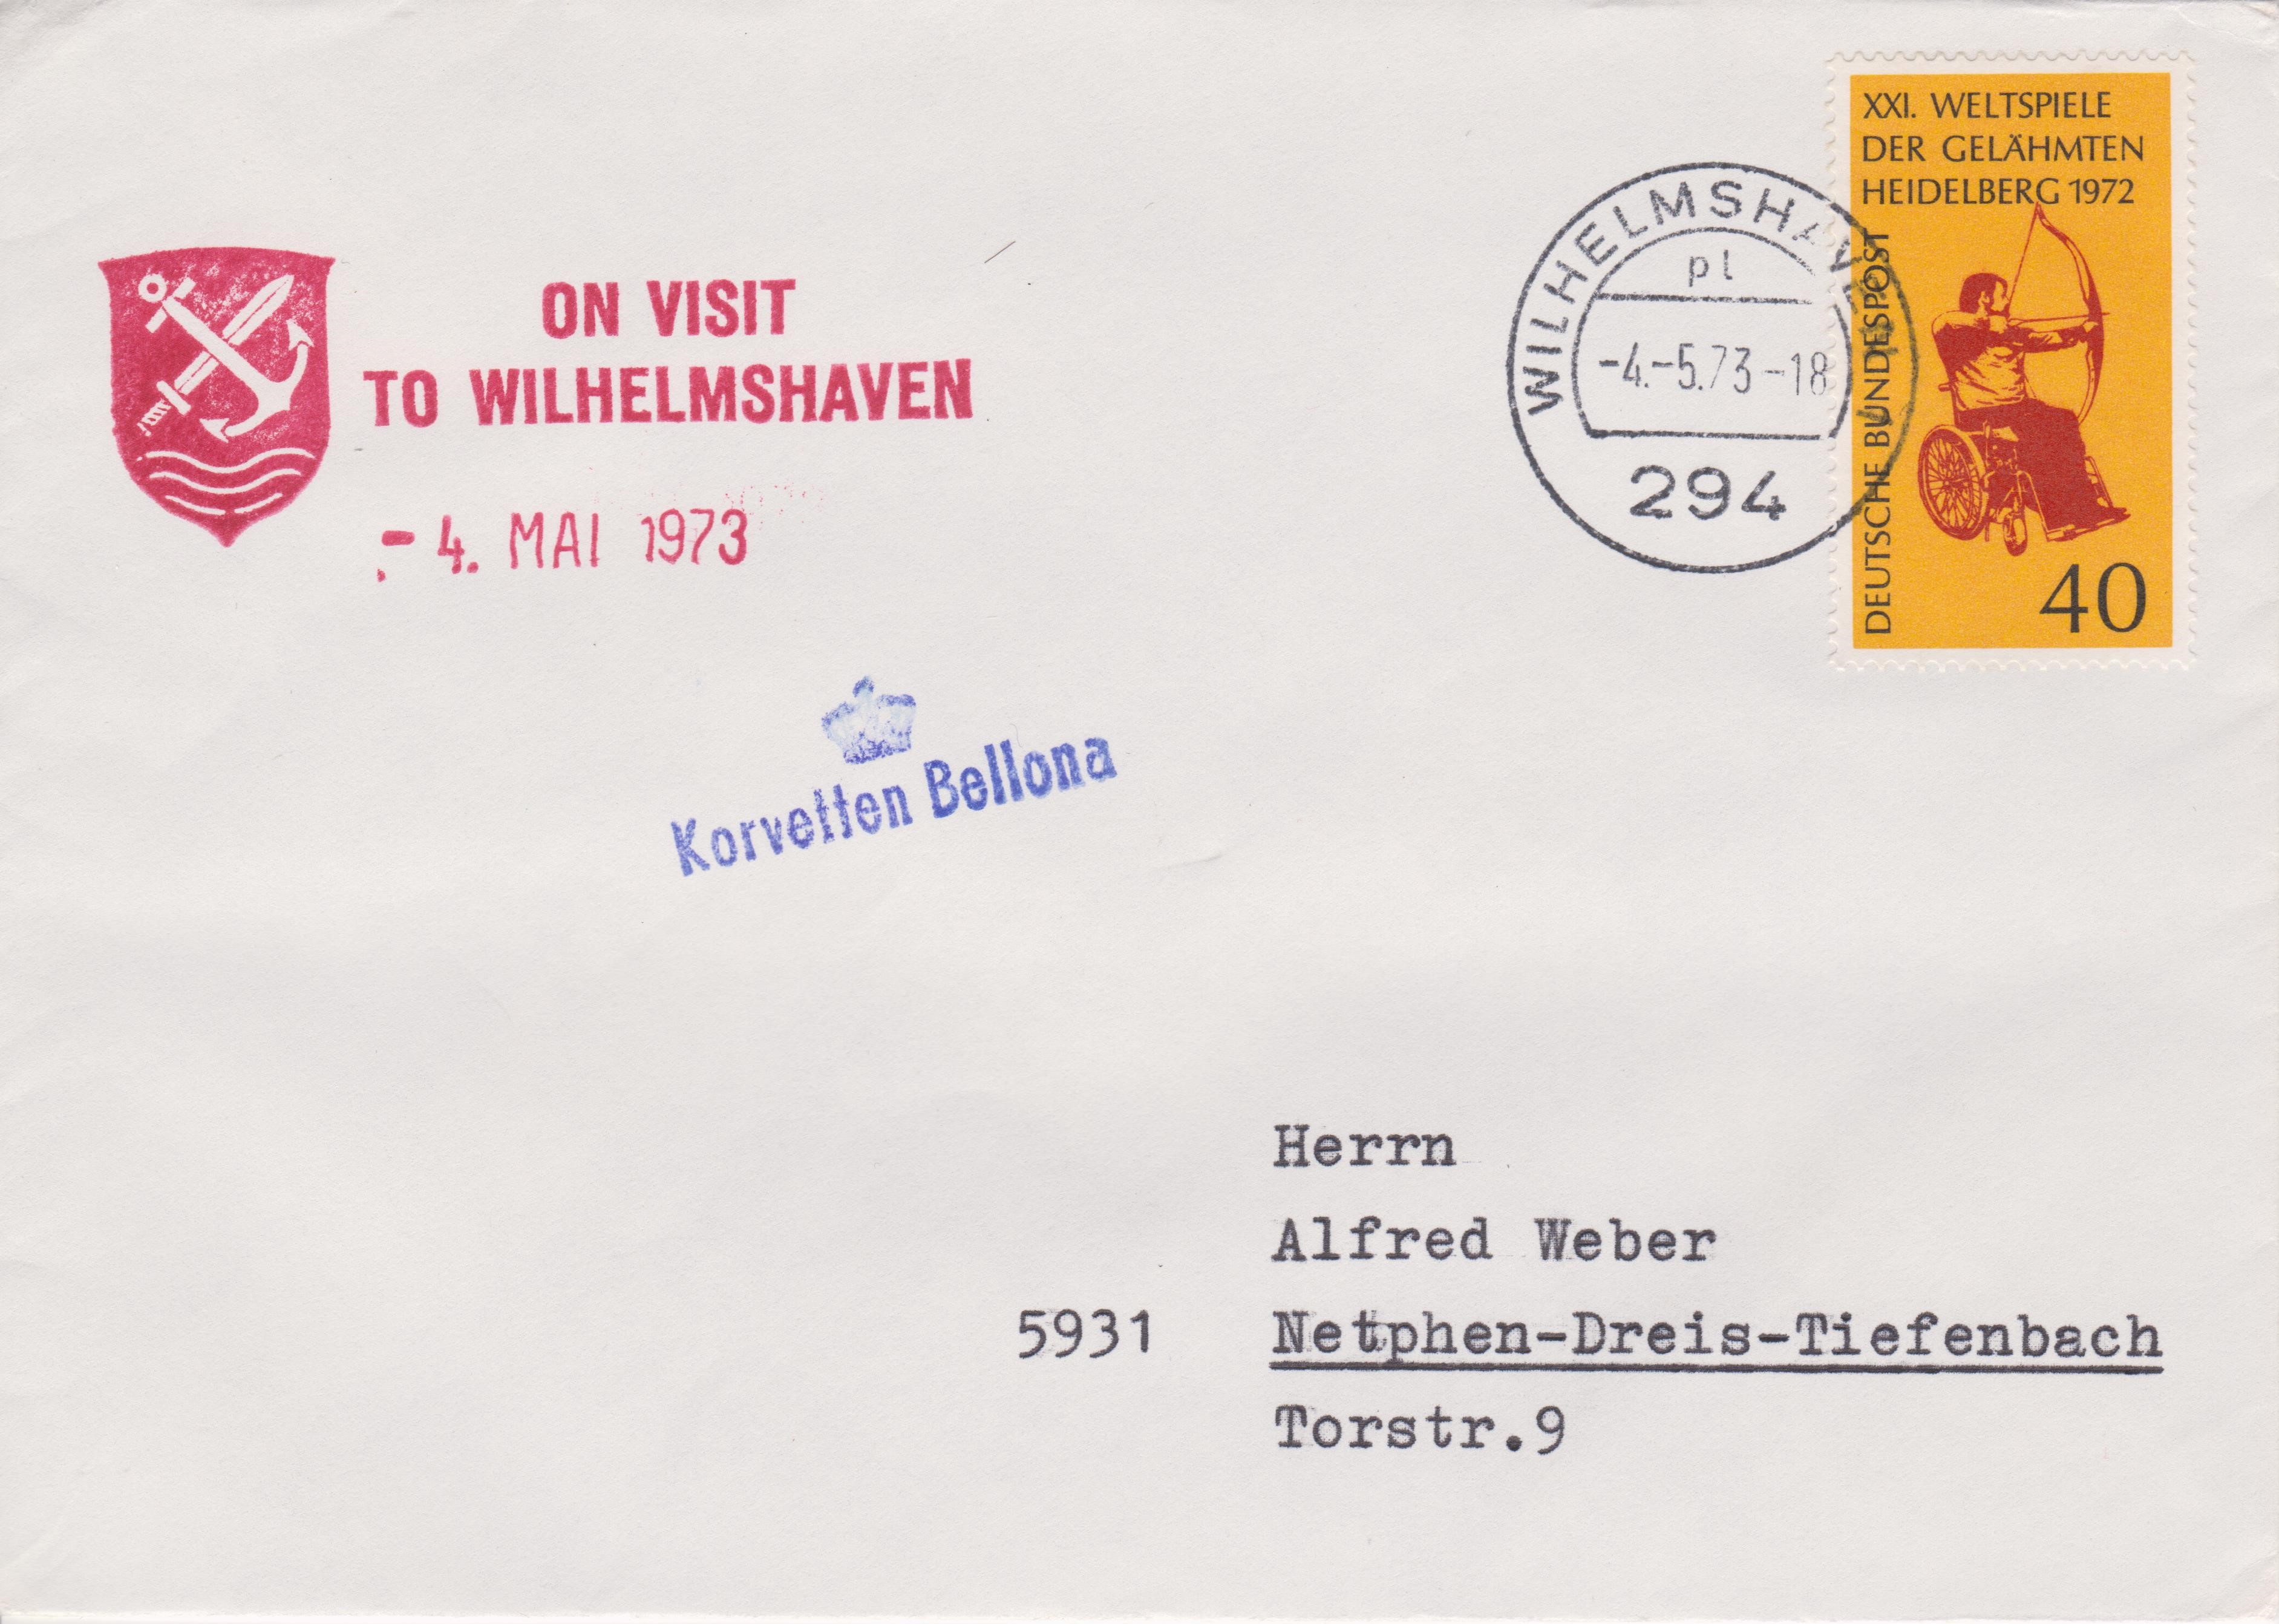 ON VISIT
TO WILHELMSHAVEN
- 4. MAI 1973
Korvetten Bellona
WILHELMSHAVEN
pl
-4.-5.73-18
294
XXI. WELTSPIELE
DER GELÄHMTEN
HEIDELBERG 1972
DEUTSCHE BUNDESPOST
40
Herrn
Alfred Weber
5931 Netphen-Dreis-Tiefenbach
Torstr.9